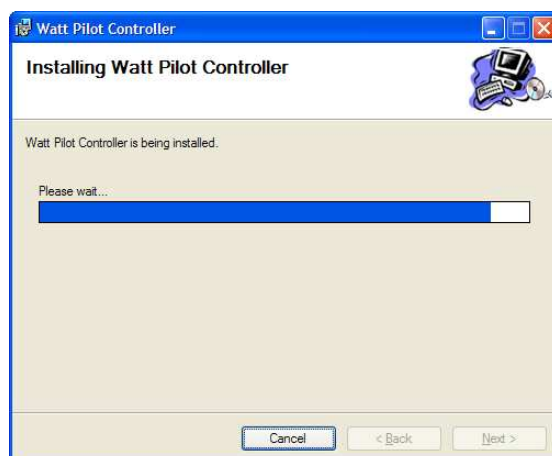 Watt Pilot Controller
Installing Watt Pilot Controller
Watt Pilot Controller is being installed.
Please wait...
Cancel
< Back
Next >